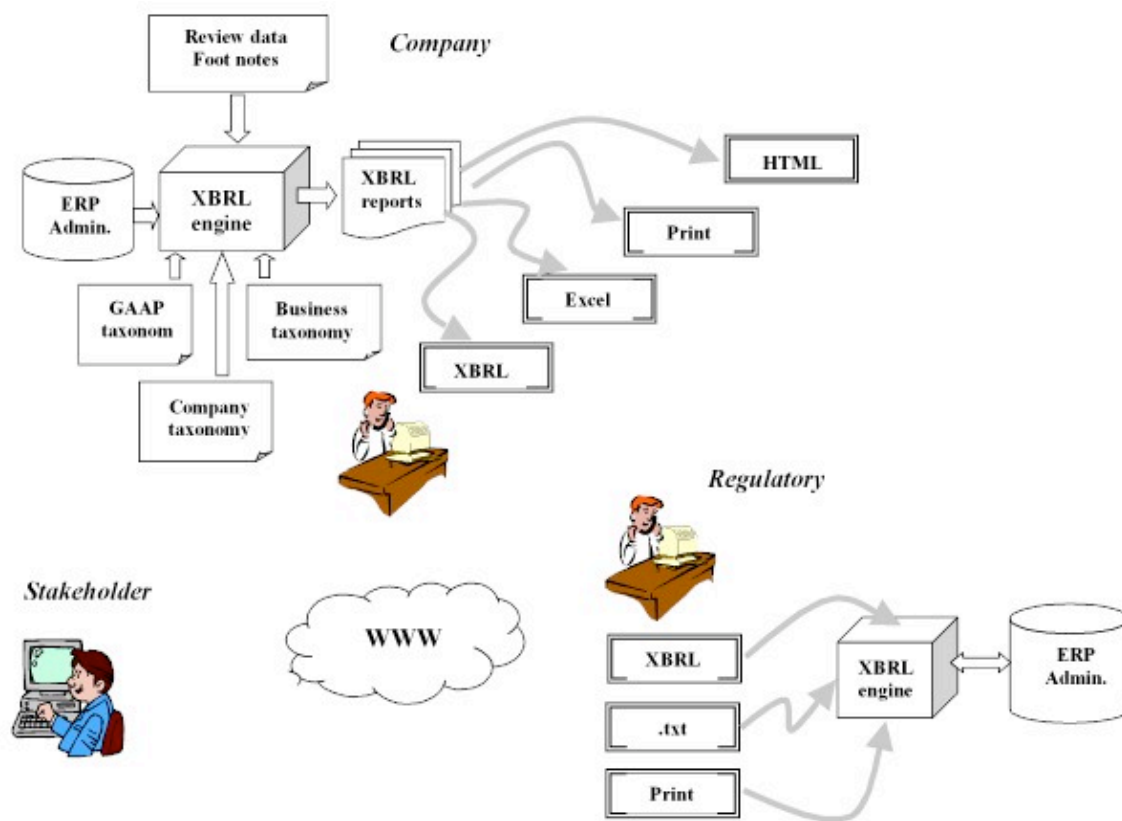 Review data
Foot notes
Company
HTML
ERP
Admin.
XBRL
engine
XBRL
reports
Print
Excel
GAAP
taxonom
Business
taxonomy
XBRL
Company
taxonomy
Regulatory
Stakeholder
WWW
XBRL
XBRL
engine
ERP
Admin.
.txt
Print